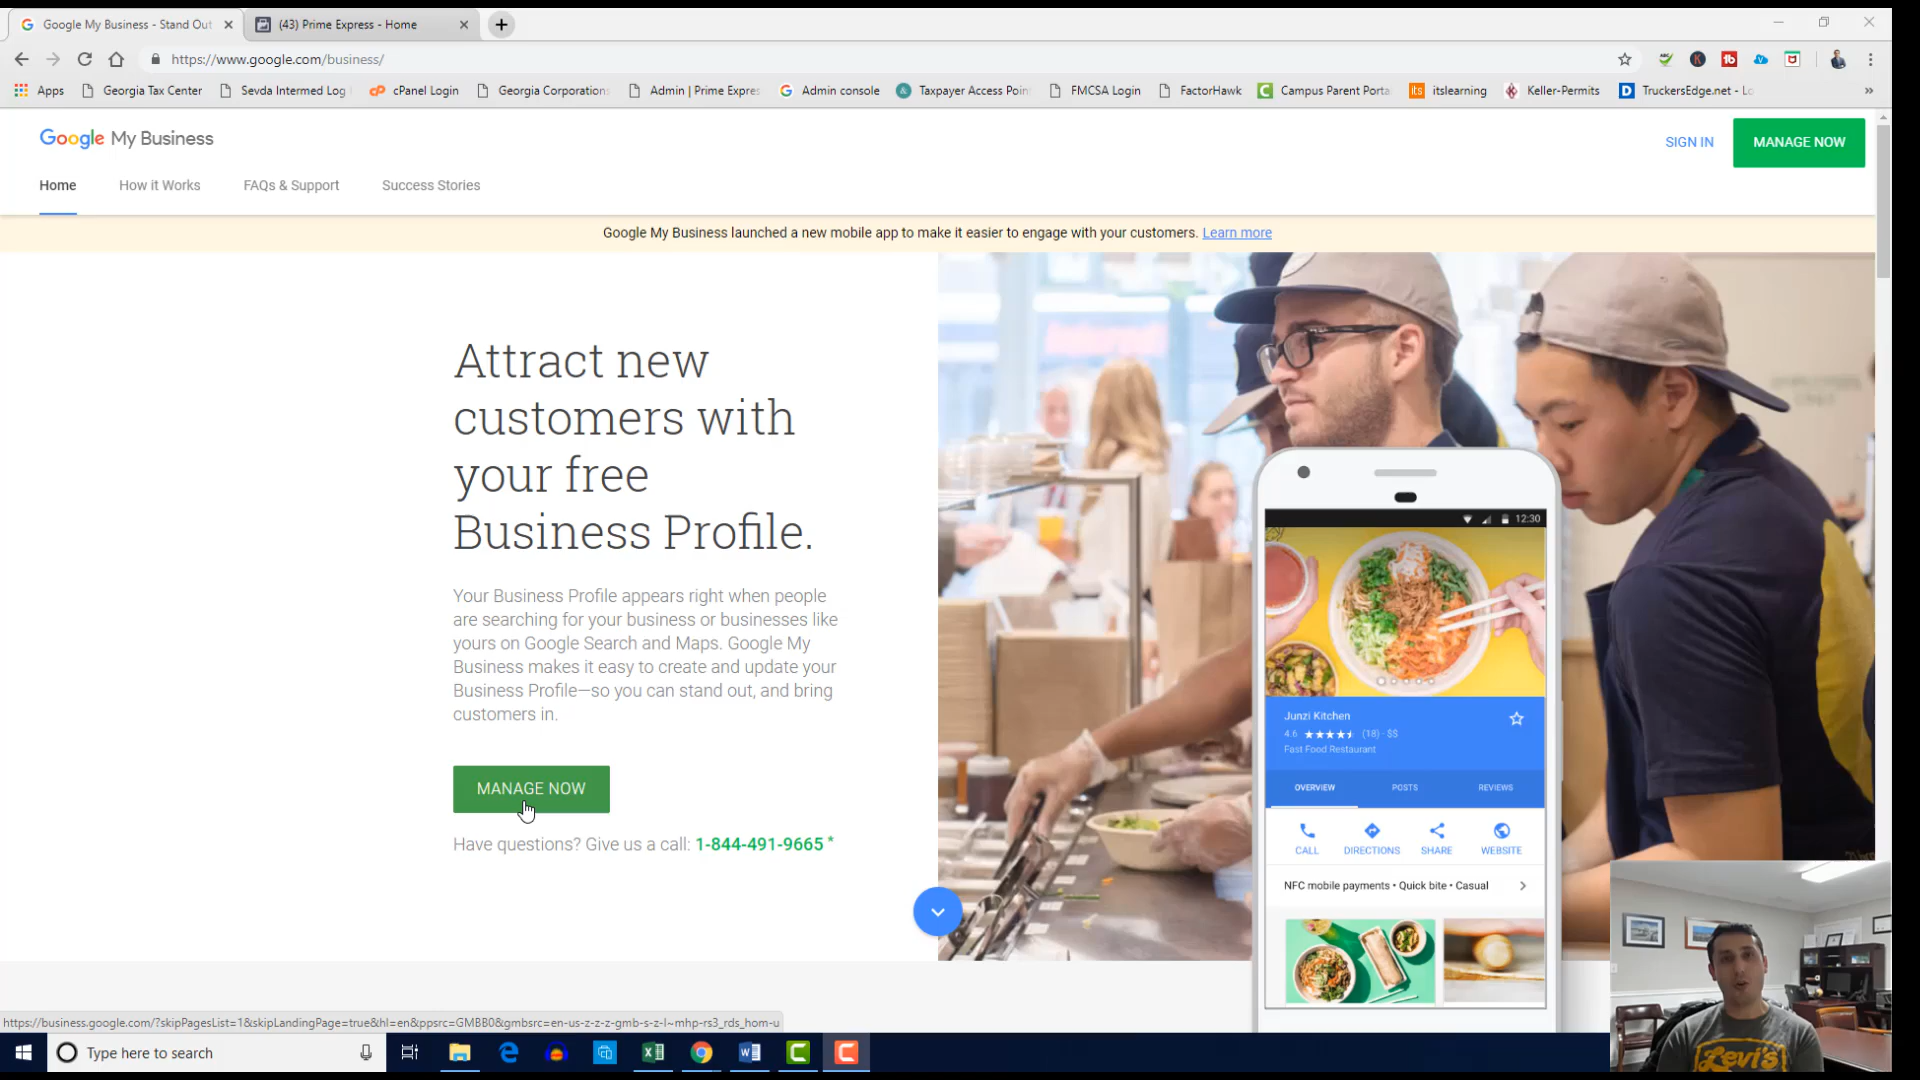 Google My Business - Stand Out
(43) Prime Express - Home
https://www.google.com/business/
Apps
Georgia Tax Center
Sevda Intermed Log
cPanel Login
Georgia Corporations
Admin | Prime Expres
Admin console
Taxpayer Access Poin
FMCSA Login
FactorHawk
Campus Parent Porta
itslearning
Keller-Permits
TruckersEdge.net - Lo
Google My Business
SIGN IN
MANAGE NOW
Home
How it Works
FAQs & Support
Success Stories
Google My Business launched a new mobile app to make it easier to engage with your customers. Learn more
Attract new
customers with
your free
Business Profile.
Your Business Profile appears right when people
are searching for your business or businesses like
yours on Google Search and Maps. Google My
Business makes it easy to create and update your
Business Profile—so you can stand out, and bring
customers in.
MANAGE NOW
Have questions? Give us a call: 1-844-491-9665 *
12:30
Junzi Kitchen
4.6 ★★★★★ (18) · $$
Fast Food Restaurant
OVERVIEW
POSTS
REVIEWS
CALL
DIRECTIONS
SHARE
WEBSITE
NFC mobile payments • Quick bite • Casual
Levi's
https://business.google.com/?skipPagesList=1&skipLandingPage=true&hl=en&ppsrc=GMBB0&gmbsrc=en-us-z-z-z-gmb-s-z-l~mhp-rs3_rds_hom-u
Type here to search